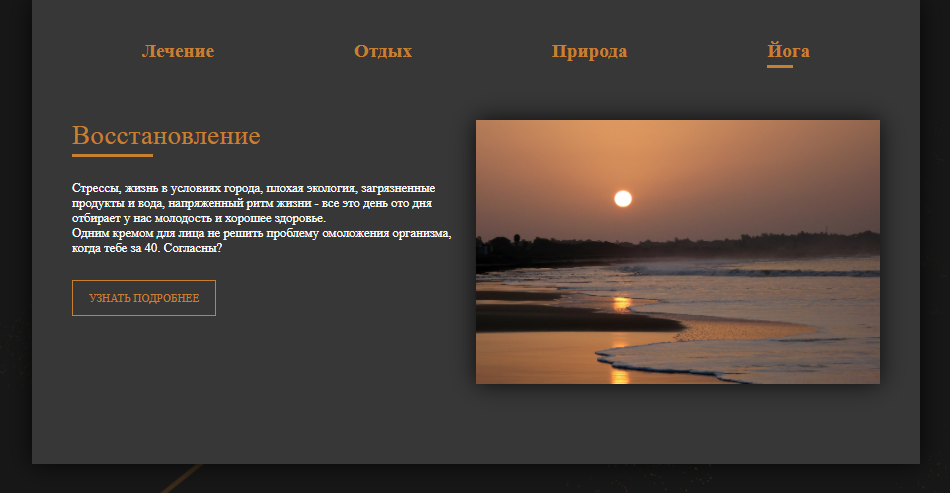 Лечение Отдых Природа Йога
Восстановление
Стрессы, жизнь в условиях города, плохая экология, загрязненные
продукты и вода, напряженный ритм жизни - все это день ото дня
отбирает у нас молодость и хорошее здоровье.
Одним кремом для лица не решить проблему омоложения организма,
когда тебе за 40. Согласны?
УЗНАТЬ ПОДРОБНЕЕ